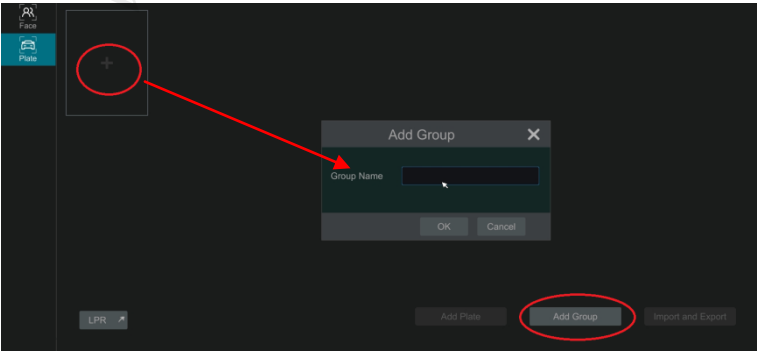 Face
Plate
Add Group
Group Name
OK Cancel
LPR
Add Plate Add Group Import and Export